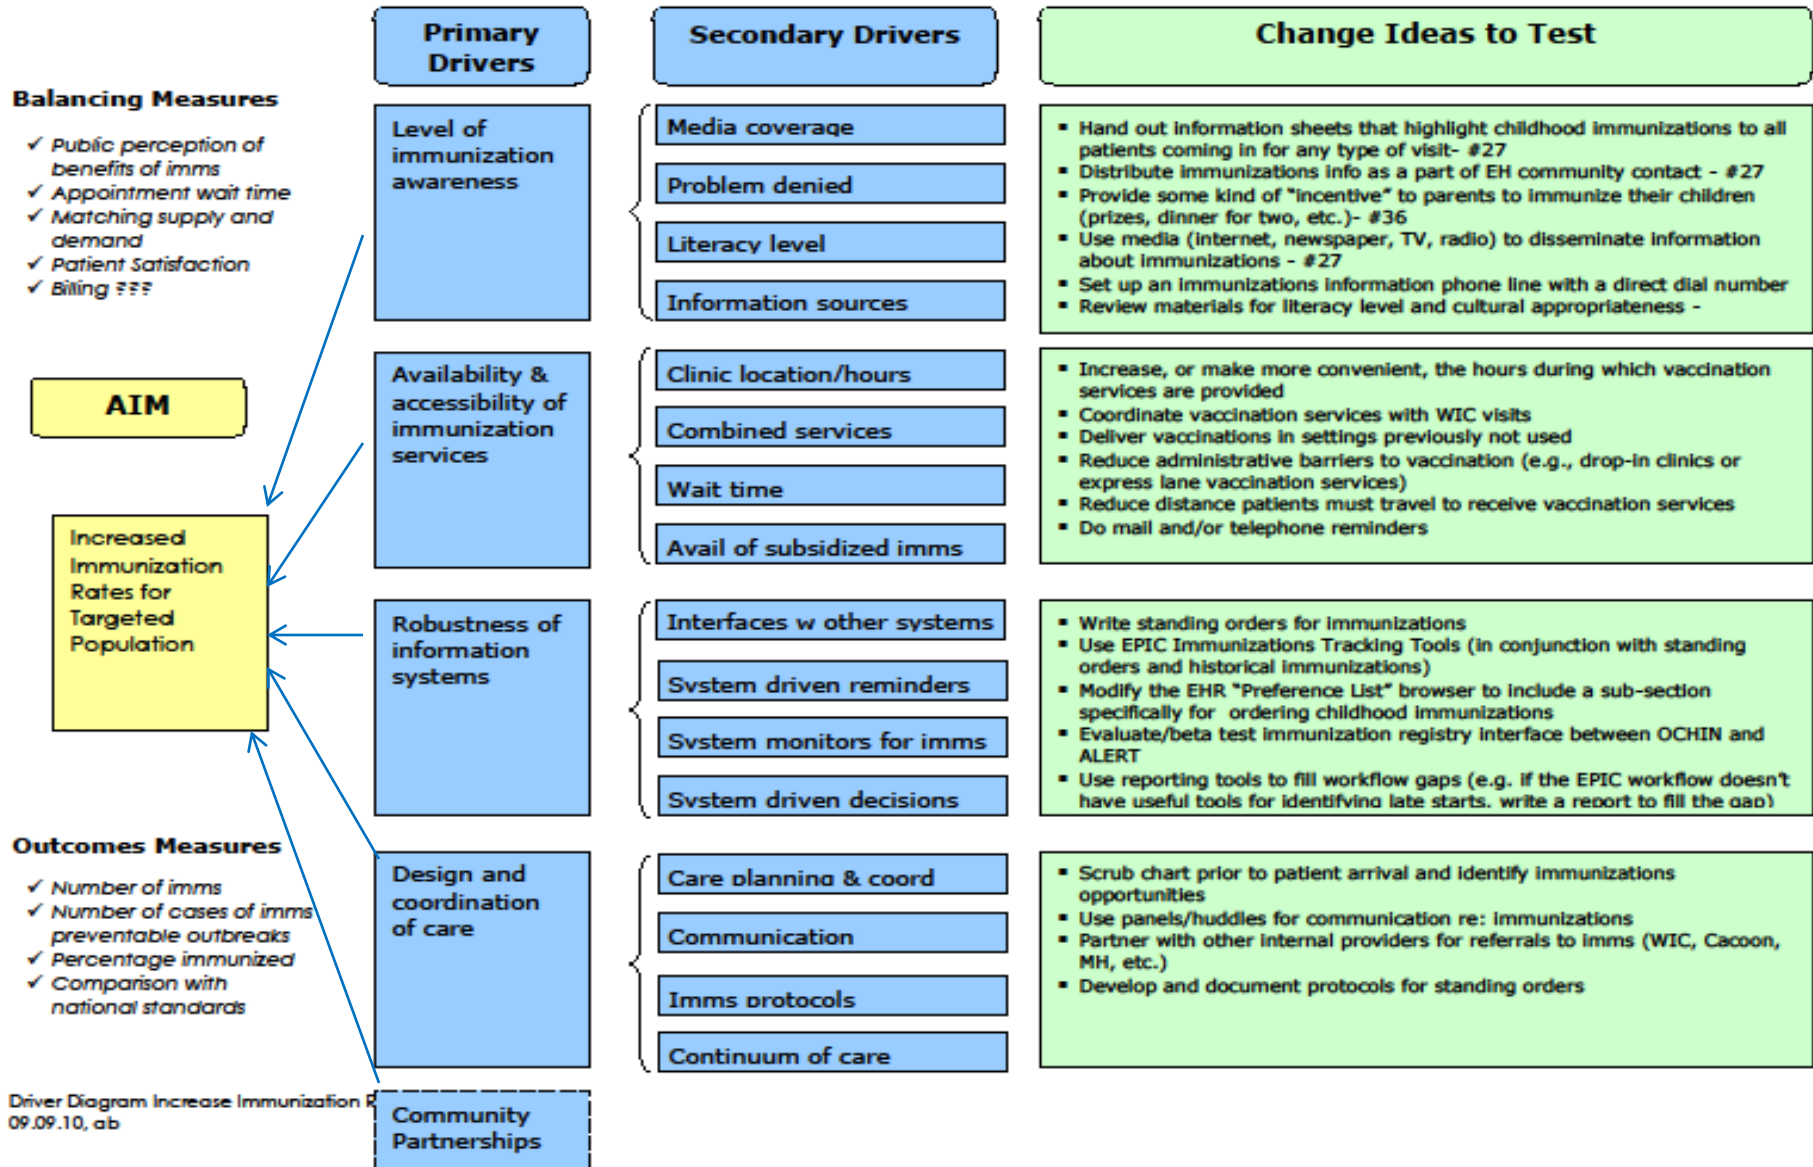 Primary
Drivers
Secondary Drivers
Change Ideas to Test
Balancing Measures
✓ Public perception of
benefits of imms
✓ Appointment wait time
✓ Matching supply and
demand
✓ Patient Satisfaction
✓ Billing ???
AIM
Increased
Immunization
Rates for
Targeted
Population
Outcomes Measures
✓ Number of imms
✓ Number of cases of imms
preventable outbreaks
✓ Percentage immunized
✓ Comparison with
national standards
Level of
immunization
awareness
Media coverage
Problem denied
Literacy level
Information sources
▪ Hand out information sheets that highlight childhood immunizations to all
patients coming in for any type of visit- #27
▪ Distribute immunizations info as a part of EH community contact - #27
▪ Provide some kind of "incentive" to parents to immunize their children
(prizes, dinner for two, etc.)- #36
▪ Use media (internet, newspaper, TV, radio) to disseminate information
about immunizations - #27
▪ Set up an immunizations information phone line with a direct dial number
▪ Review materials for literacy level and cultural appropriateness -
Availability &
accessibility of
immunization
services
Clinic location/hours
Combined services
Wait time
Avail of subsidized imms
▪ Increase, or make more convenient, the hours during which vaccination
services are provided
▪ Coordinate vaccination services with WIC visits
▪ Deliver vaccinations in settings previously not used
▪ Reduce administrative barriers to vaccination (e.g., drop-in clinics or
express lane vaccination services)
▪ Reduce distance patients must travel to receive vaccination services
▪ Do mail and/or telephone reminders
Robustness of
information
systems
Interfaces w other systems
System driven reminders
System monitors for imms
System driven decisions
▪ Write standing orders for immunizations
▪ Use EPIC Immunizations Tracking Tools (in conjunction with standing
orders and historical immunizations)
▪ Modify the EHR "Preference List" browser to include a sub-section
specifically for ordering childhood immunizations
▪ Evaluate/beta test immunization registry interface between OCHIN and
ALERT
▪ Use reporting tools to fill workflow gaps (e.g. if the EPIC workflow doesn't
have useful tools for identifying late starts, write a report to fill the gap)
Design and
coordination
of care
Care planning & coord
Communication
Imms protocols
Continuum of care
▪ Scrub chart prior to patient arrival and identify immunizations
opportunities
▪ Use panels/huddles for communication re: immunizations
▪ Partner with other internal providers for referrals to imms (WIC, Cacoon,
MH, etc.)
▪ Develop and document protocols for standing orders
Community
Partnerships
Driver Diagram Increase Immunization R
09.09.10, ab